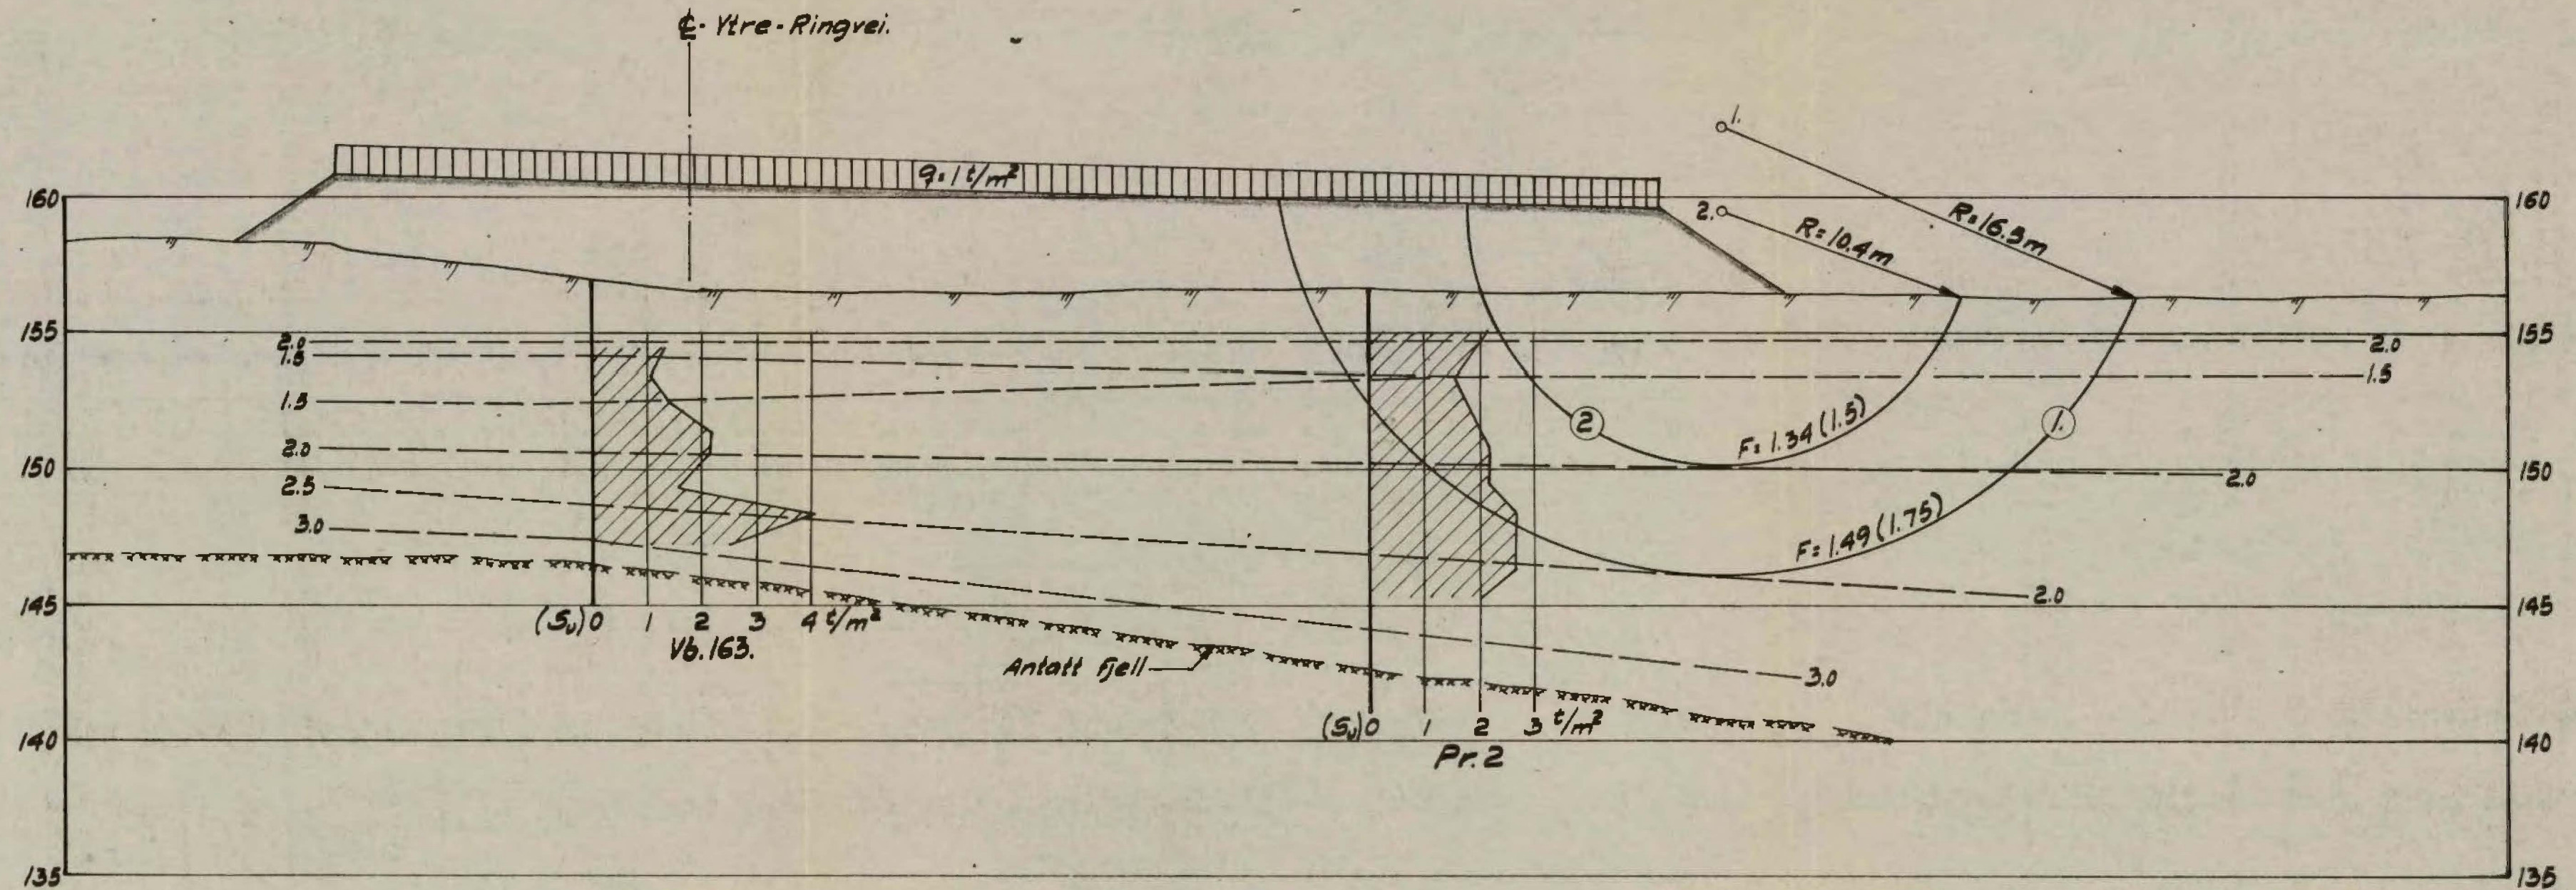 ℄- Ytre-Ringvei.
1.
q=1 t/m²
160
160
2.
R=10.4m
R=16.3m
155
155
2.0
1.5
2.0
1.5
1.5
2
F=1.34 (1.5)
1.
2.0
150
150
2.0
2.5
F=1.49 (1.75)
3.0
2.0
145
145
(Su) 0 1 2 3 4 t/m²
Vb. 163.
Antatt fjell
3.0
(Su) 0 1 2 3 t/m²
Pr. 2
140
140
135
135